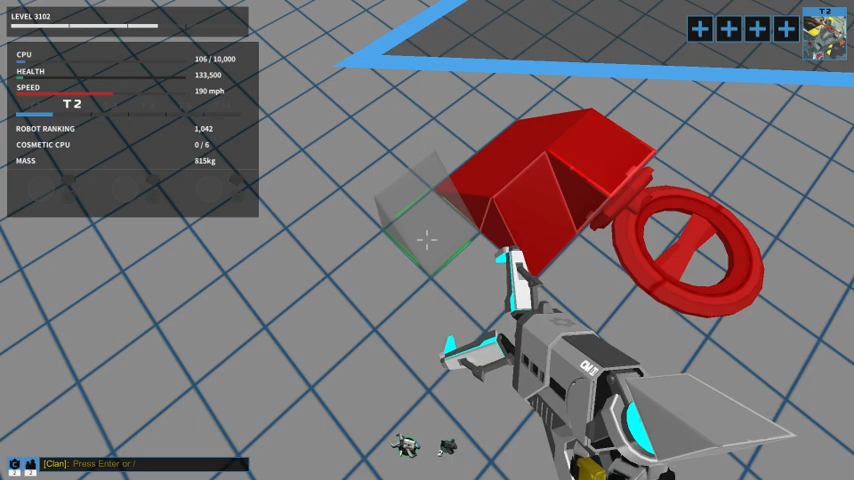 LEVEL 3102
T2
CPU 106 / 10,000
HEALTH 133,500
SPEED 190 mph
T2
ROBOT RANKING 1,042
COSMETIC CPU 0 / 6
MASS 815kg
[Clan]: Press Enter or /